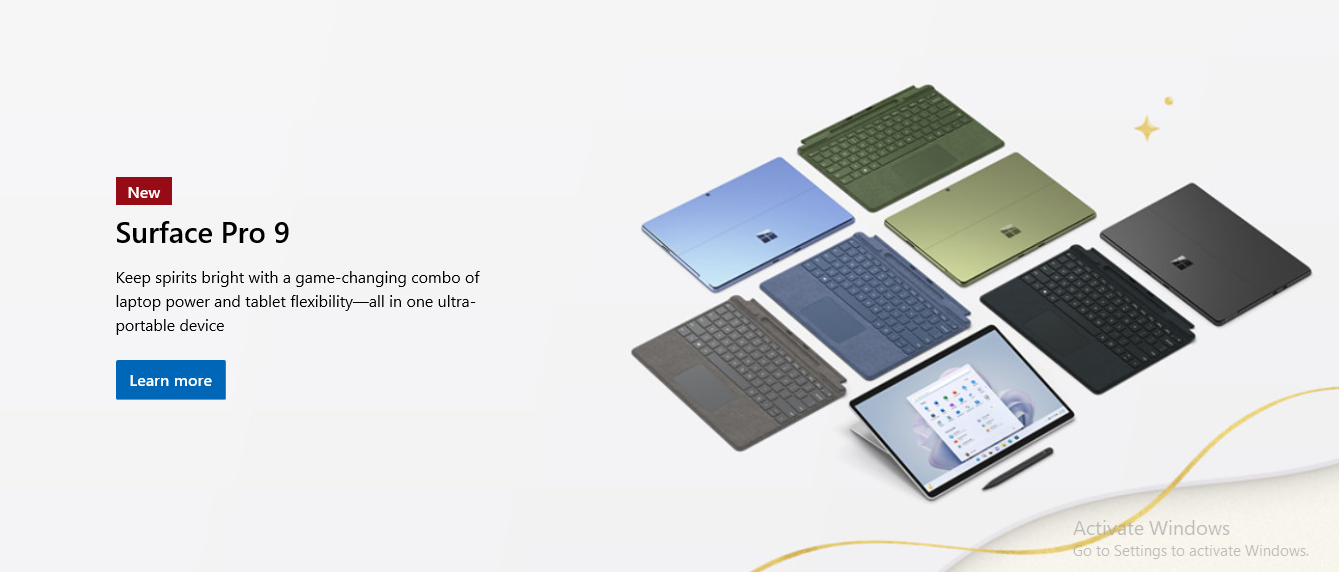 New
Surface Pro 9
Keep spirits bright with a game-changing combo of
laptop power and tablet flexibility—all in one ultra-
portable device
Learn more
Activate Windows
Go to Settings to activate Windows.